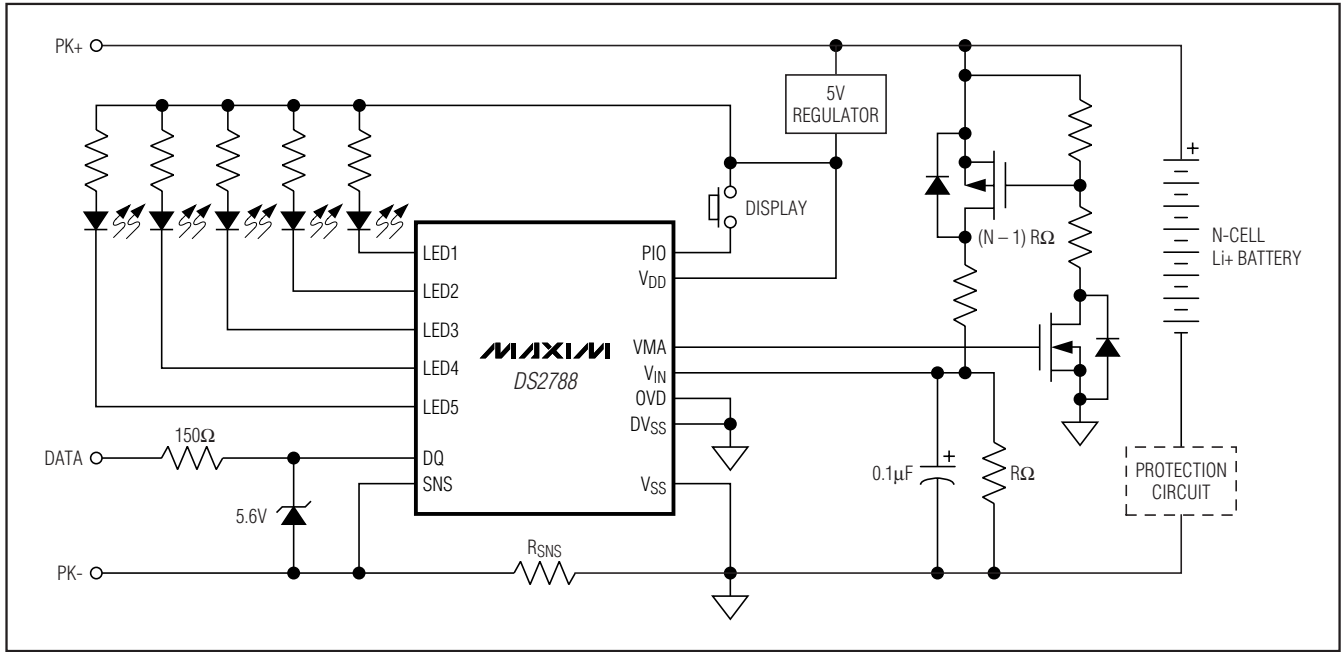 PK+
5V
REGULATOR
DISPLAY
(N – 1) RΩ
N-CELL
Li+ BATTERY
+
LED1
LED2
LED3
LED4
LED5
DQ
SNS
MAXIM
DS2788
PIO
VDD
VMA
VIN
OVD
DVSS
VSS
DATA
150Ω
5.6V
0.1µF
+
RΩ
PROTECTION
CIRCUIT
PK-
RSNS